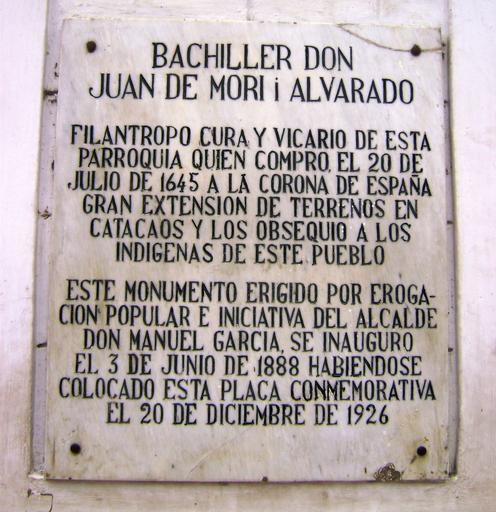 BACHILLER DON
JUAN DE MORI i ALVARADO
FILANTROPO CURA Y VICARIO DE ESTA
PARROQUIA QUIEN COMPRO, EL 20 DE
JULIO DE 1645 A LA CORONA DE ESPAÑA
GRAN EXTENSION DE TERRENOS EN
CATACAOS Y LOS OBSEQUIO A LOS
INDIGENAS DE ESTE PUEBLO
ESTE MONUMENTO ERIGIDO POR EROGA-
CION POPULAR E INICIATIVA DEL ALCALDE
DON MANUEL GARCIA, SE INAUGURO
EL 3 DE JUNIO DE 1888 HABIENDOSE
COLOCADO ESTA PLACA CONMEMORATIVA
EL 20 DE DICIEMBRE DE 1926